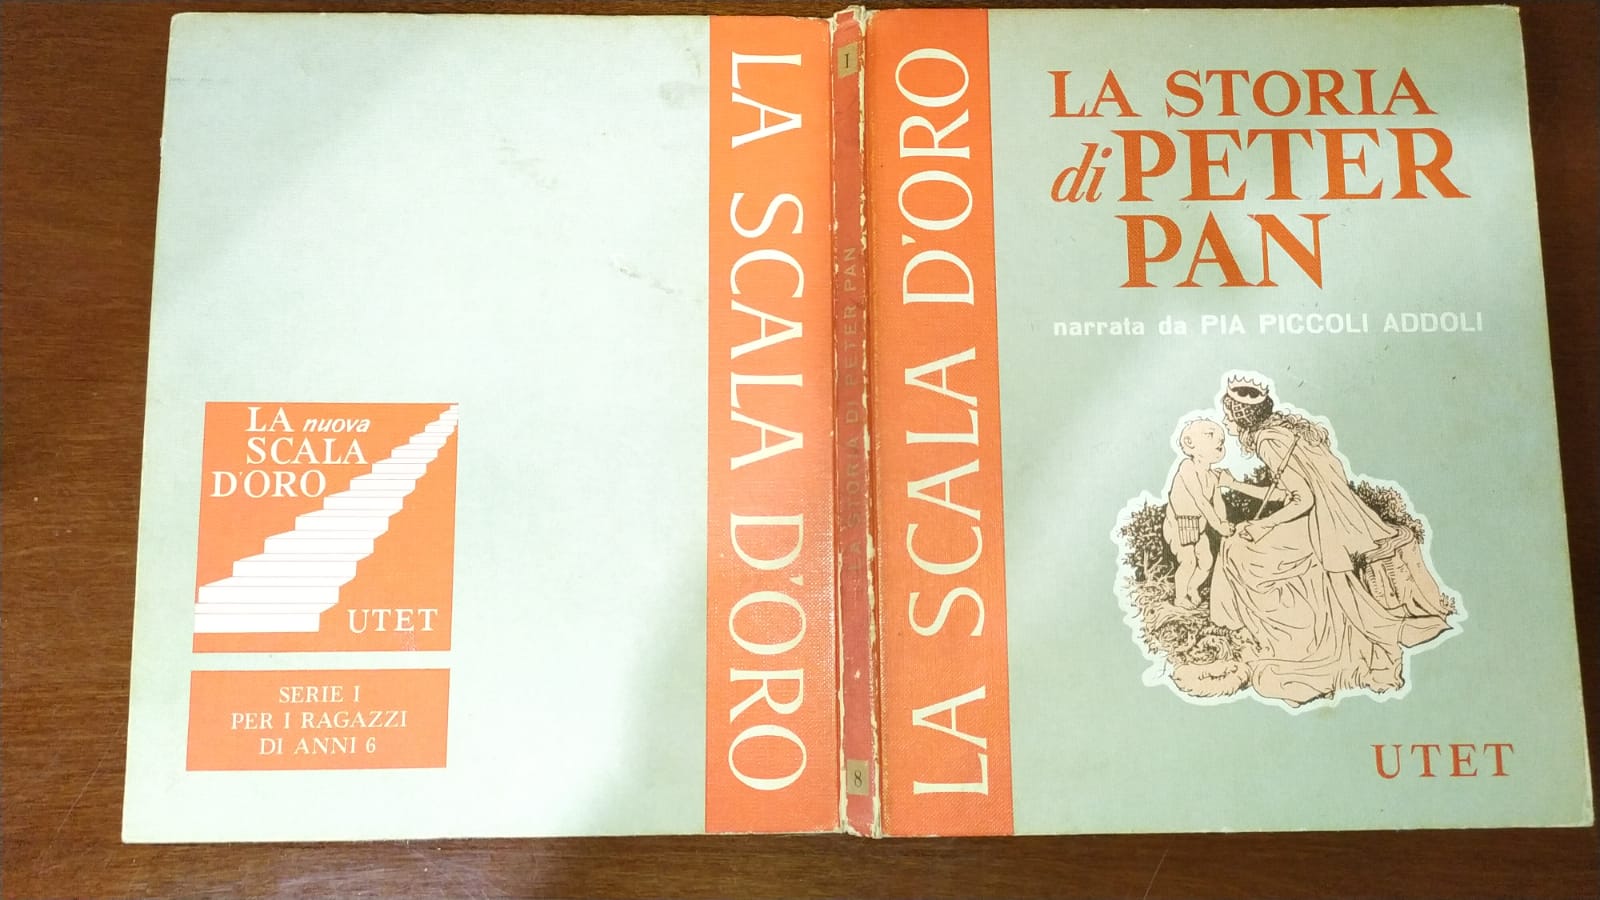 LA nuova
SCALA
D'ORO
UTET
SERIE I
PER I RAGAZZI
DI ANNI 6
LA SCALA D'ORO
I
LA STORIA DI PETER PAN
8
LA SCALA D'ORO
LA STORIA
di PETER
PAN
narrata da PIA PICCOLI ADDOLI
UTET